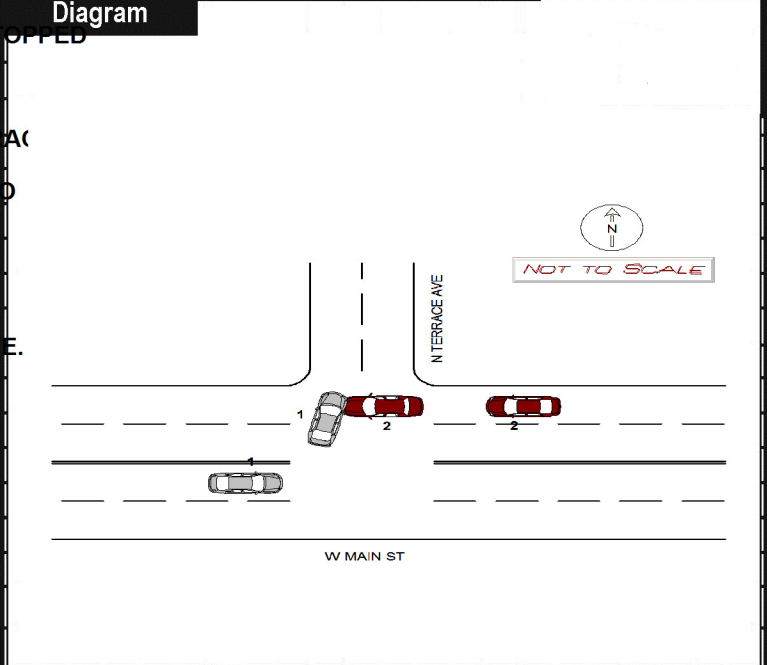 Diagram
OPPED
AC
O
N
NOT TO SCALE
N TERRACE AVE
E.
1
2
2
1
W MAIN ST